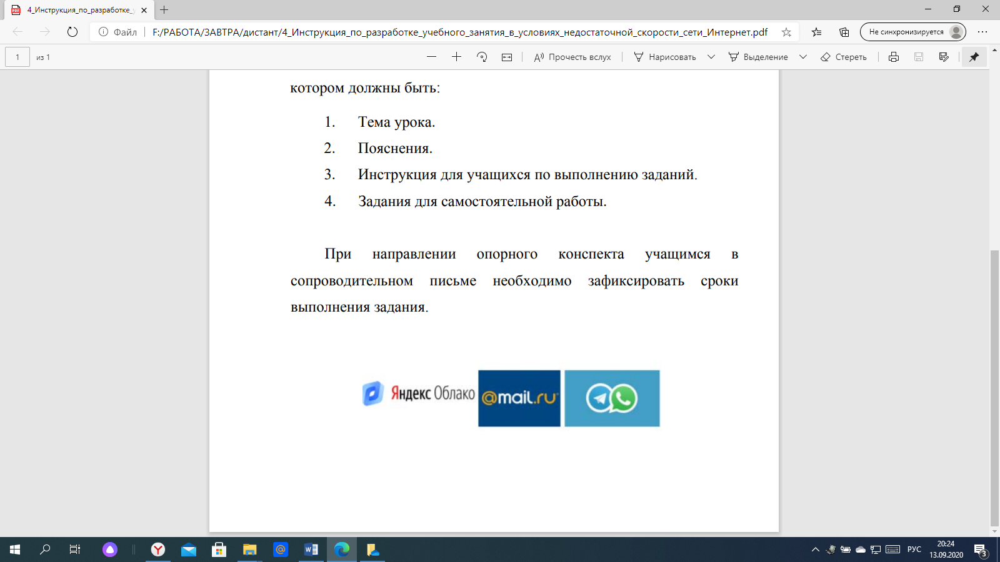 4_Инструкция_по_разработке_
Файл
F:/РАБОТА/ЗАВТРА/дистант/4_Инструкция_по_разработке_учебного_занятия_в_условиях_недостаточной_скорости_сети_Интернет.pdf
Не синхронизируется
1 из 1
Прочесть вслух
Нарисовать
Выделение
Стереть
котором должны быть:
1. Тема урока.
2. Пояснения.
3. Инструкция для учащихся по выполнению заданий.
4. Задания для самостоятельной работы.
При направлении опорного конспекта учащимся в
сопроводительном письме необходимо зафиксировать сроки
выполнения задания.
Яндекс Облако
@mail.ru
РУС
20:24
13.09.2020
3